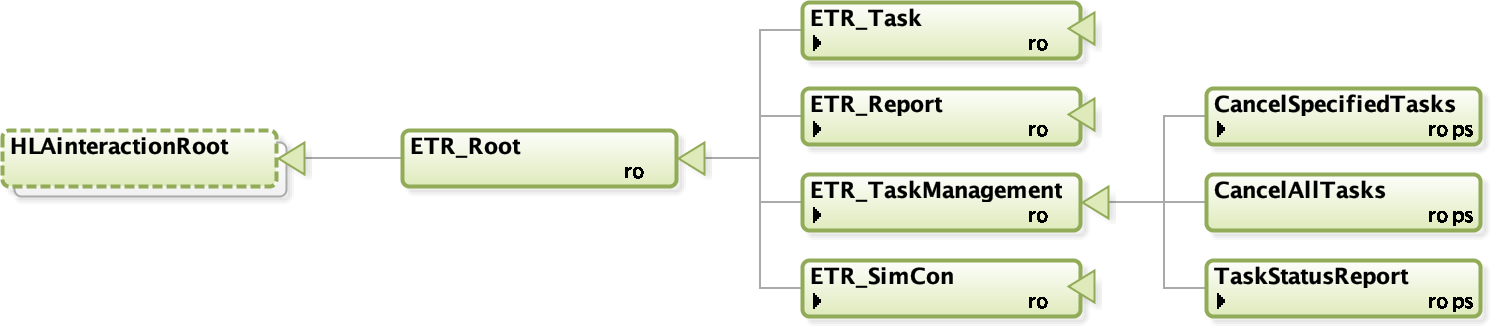 HLAinteractionRoot
ETR_Root
ro
ETR_Task
ro
ETR_Report
ro
ETR_TaskManagement
ro
ETR_SimCon
ro
CancelSpecifiedTasks
ro ps
CancelAllTasks
ro ps
TaskStatusReport
ro ps